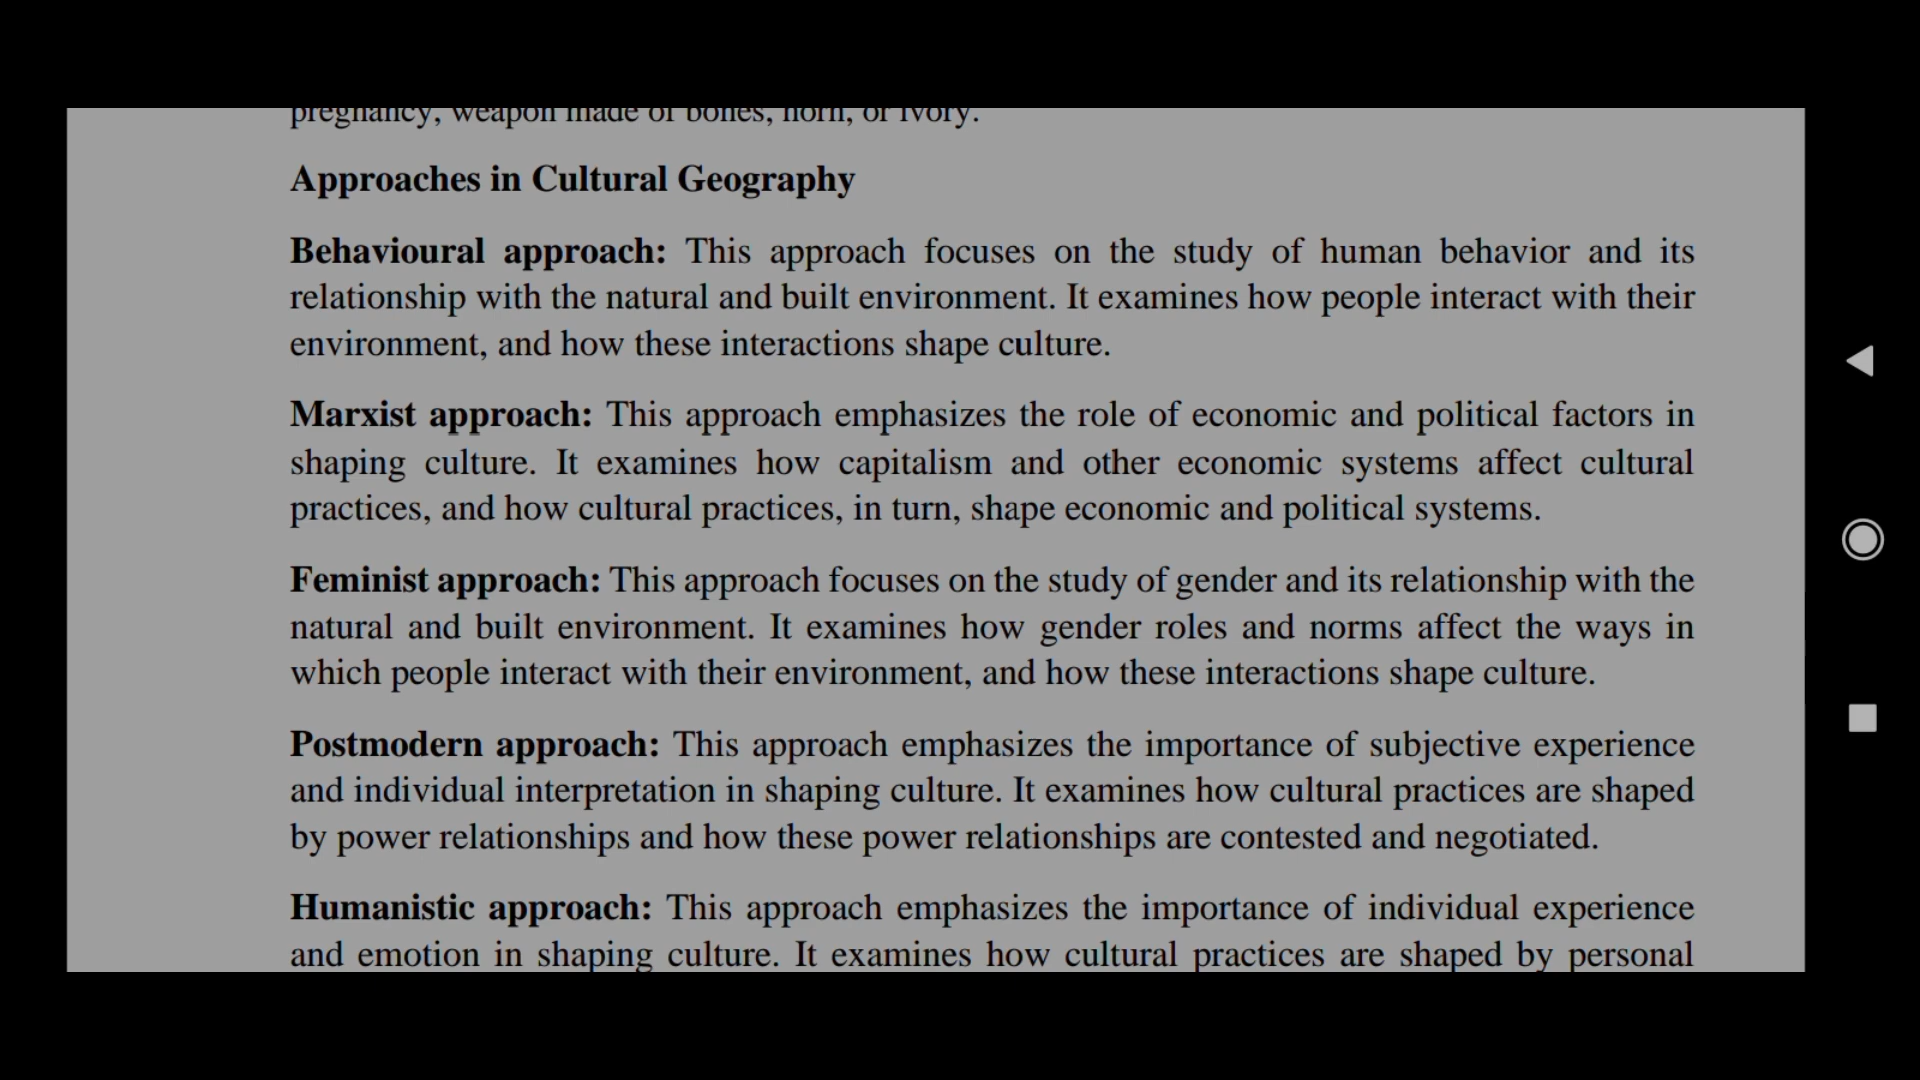 pregnancy, weapon made of bones, horn, or ivory.
Approaches in Cultural Geography
Behavioural approach: This approach focuses on the study of human behavior and its
relationship with the natural and built environment. It examines how people interact with their
environment, and how these interactions shape culture.
Marxist approach: This approach emphasizes the role of economic and political factors in
shaping culture. It examines how capitalism and other economic systems affect cultural
practices, and how cultural practices, in turn, shape economic and political systems.
Feminist approach: This approach focuses on the study of gender and its relationship with the
natural and built environment. It examines how gender roles and norms affect the ways in
which people interact with their environment, and how these interactions shape culture.
Postmodern approach: This approach emphasizes the importance of subjective experience
and individual interpretation in shaping culture. It examines how cultural practices are shaped
by power relationships and how these power relationships are contested and negotiated.
Humanistic approach: This approach emphasizes the importance of individual experience
and emotion in shaping culture. It examines how cultural practices are shaped by personal